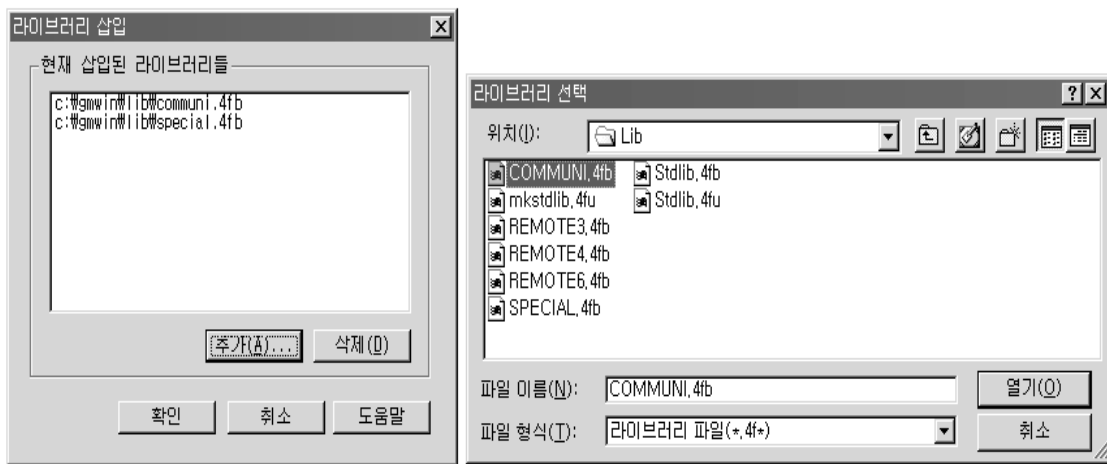 라이브러리 삽입
현재 삽입된 라이브러리들
c:₩gmwin₩lib₩communi.4fb
c:₩gmwin₩lib₩special.4fb
추가(A)...
삭제(D)
확인
취소
도움말
라이브러리 선택
위치(I):
Lib
COMMUNI.4fb
mkstdlib.4fu
REMOTE3.4fb
REMOTE4.4fb
REMOTE6.4fb
SPECIAL.4fb
Stdlib.4fb
Stdlib.4fu
파일 이름(N):
COMMUNI.4fb
열기(O)
파일 형식(T):
라이브러리 파일(*.4f*)
취소